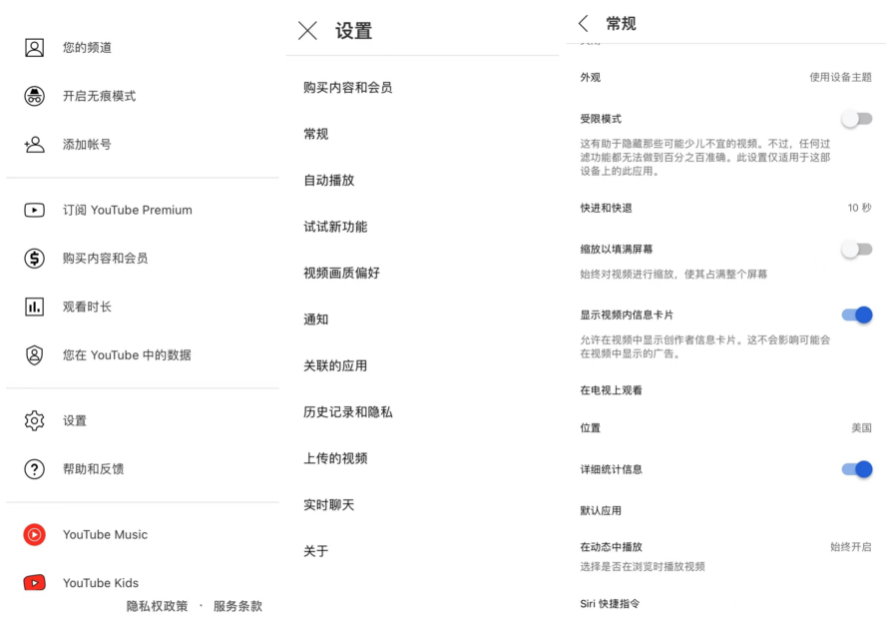 您的频道
开启无痕模式
添加帐号
订阅 YouTube Premium
购买内容和会员
观看时长
您在 YouTube 中的数据
设置
帮助和反馈
YouTube Music
YouTube Kids
隐私权政策 · 服务条款
设置
购买内容和会员
常规
自动播放
试试新功能
视频画质偏好
通知
关联的应用
历史记录和隐私
上传的视频
实时聊天
关于
常规
外观 使用设备主题
受限模式
这有助于隐藏那些可能少儿不宜的视频。不过，任何过
滤功能都无法做到百分之百准确。此设置仅适用于这部
设备上的此应用。
快进和快退 10 秒
缩放以填满屏幕
始终对视频进行缩放，使其占满整个屏幕
显示视频内信息卡片
允许在视频中显示创作者信息卡片。这不会影响可能会
在视频中显示的广告。
在电视上观看
位置 美国
详细统计信息
默认应用
在动态中播放 始终开启
选择是否在浏览时播放视频
Siri 快捷指令